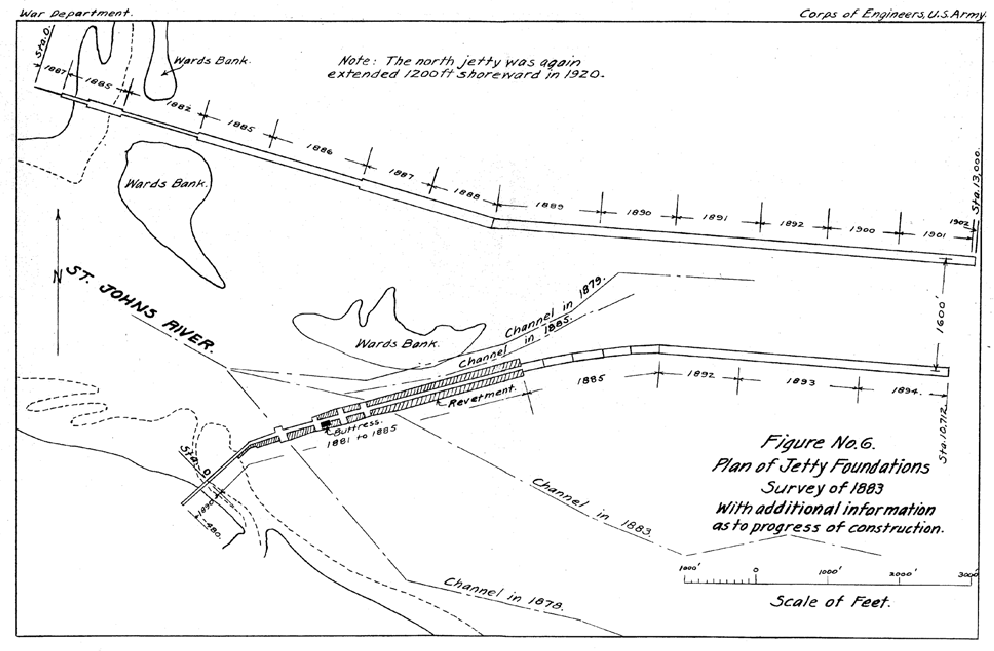 War Department.
Corps of Engineers, U.S. Army.
Sta. 0.
Wards Bank.
Note: The north jetty was again
extended 1200ft shoreward in 1920.
1887
1885
1882
1885
1886
1887
1888
1889
1890
1891
1892
1900
1901
1902
Sta. 13,000.
Wards Bank.
N
ST. JOHNS RIVER.
1600'
Channel in 1879.
Channel in 1885.
Wards Bank.
Revetment.
Buttress.
1881 to 1885
1885
1892
1893
1894.
Sta. 10,712.
Sta. 0
1890
480.
Channel in 1883.
Channel in 1878.
Figure No. 6.
Plan of Jetty Foundations
Survey of 1883
With additional information
as to progress of construction.
1000'
0
1000'
2000'
3000'
Scale of Feet.